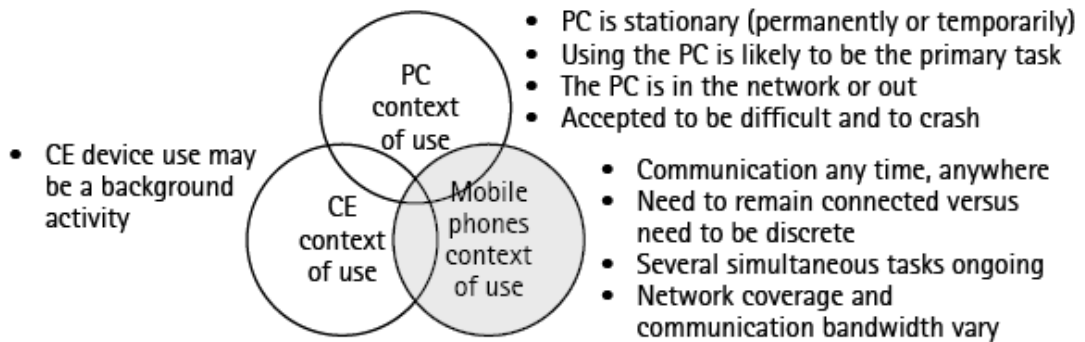 • PC is stationary (permanently or temporarily)
• Using the PC is likely to be the primary task
• The PC is in the network or out
• Accepted to be difficult and to crash
PC
context
of use
• CE device use may
be a background
activity
CE
context
of use
Mobile
phones
context
of use
• Communication any time, anywhere
• Need to remain connected versus
need to be discrete
• Several simultaneous tasks ongoing
• Network coverage and
communication bandwidth vary